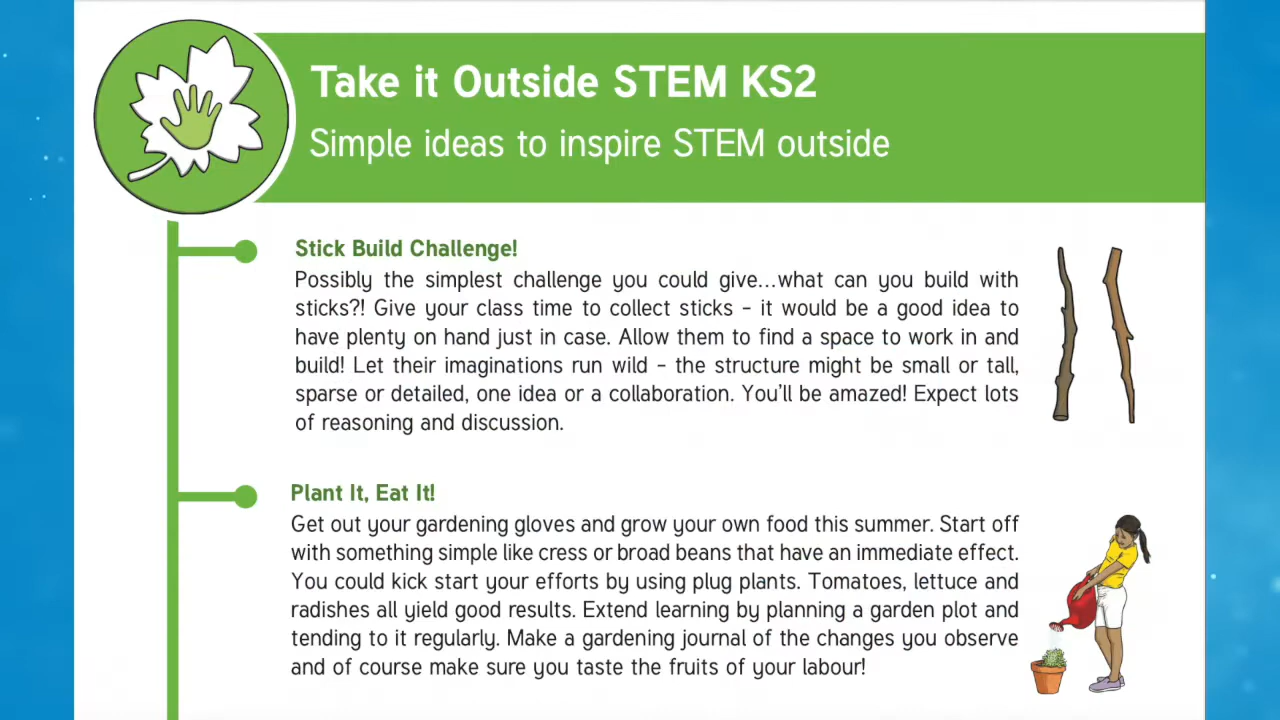 Take it Outside STEM KS2
Simple ideas to inspire STEM outside
Stick Build Challenge!
Possibly the simplest challenge you could give...what can you build with
sticks?! Give your class time to collect sticks – it would be a good idea to
have plenty on hand just in case. Allow them to find a space to work in and
build! Let their imaginations run wild – the structure might be small or tall,
sparse or detailed, one idea or a collaboration. You'll be amazed! Expect lots
of reasoning and discussion.
Plant It, Eat It!
Get out your gardening gloves and grow your own food this summer. Start off
with something simple like cress or broad beans that have an immediate effect.
You could kick start your efforts by using plug plants. Tomatoes, lettuce and
radishes all yield good results. Extend learning by planning a garden plot and
tending to it regularly. Make a gardening journal of the changes you observe
and of course make sure you taste the fruits of your labour!